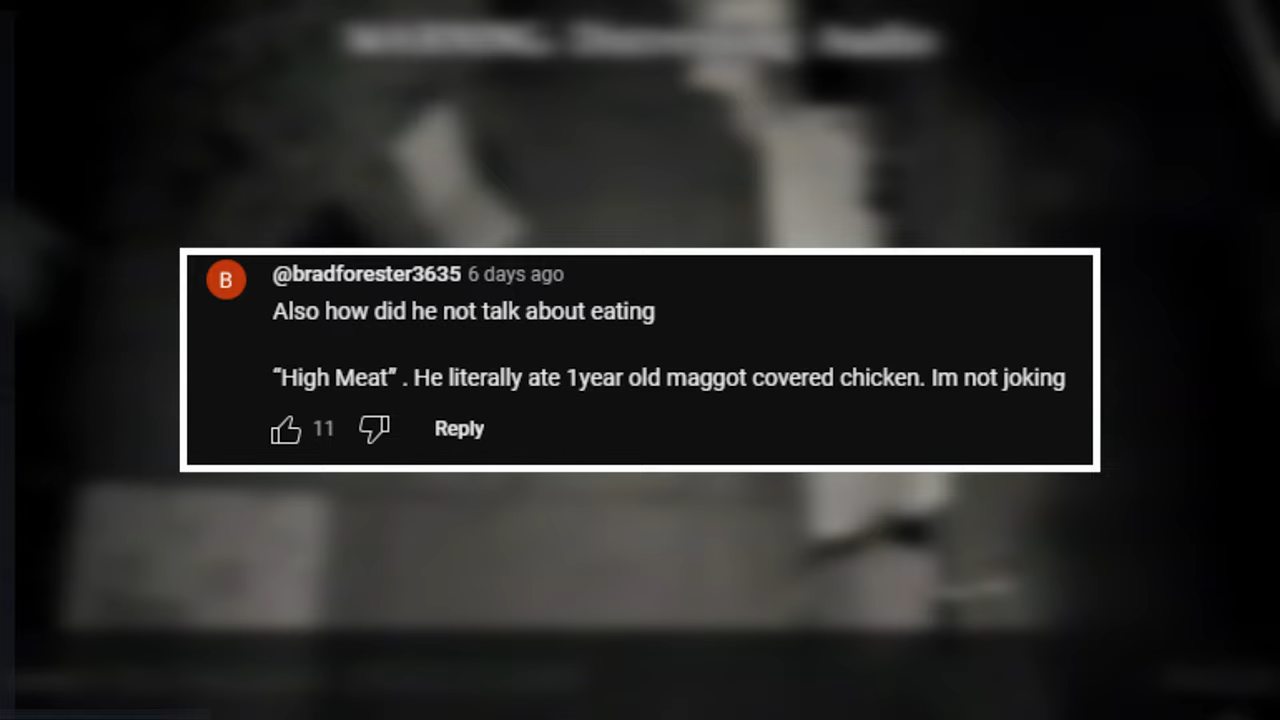 B
@bradforester3635 6 days ago
Also how did he not talk about eating
“High Meat” . He literally ate 1year old maggot covered chicken. Im not joking
11 Reply